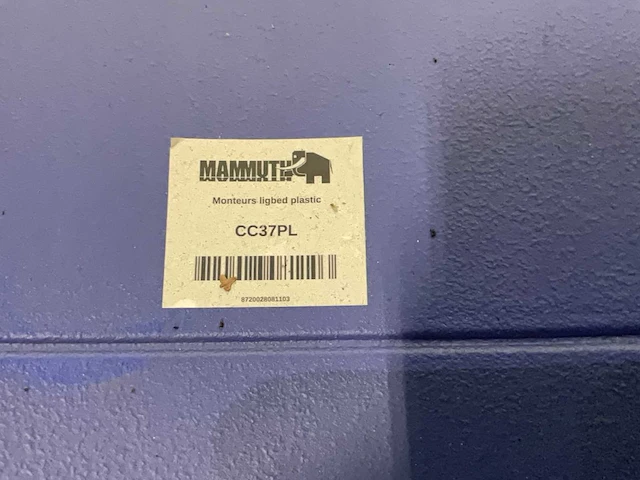 MAMMUTH
Monteurs ligbed plastic
CC37PL
8720028081103